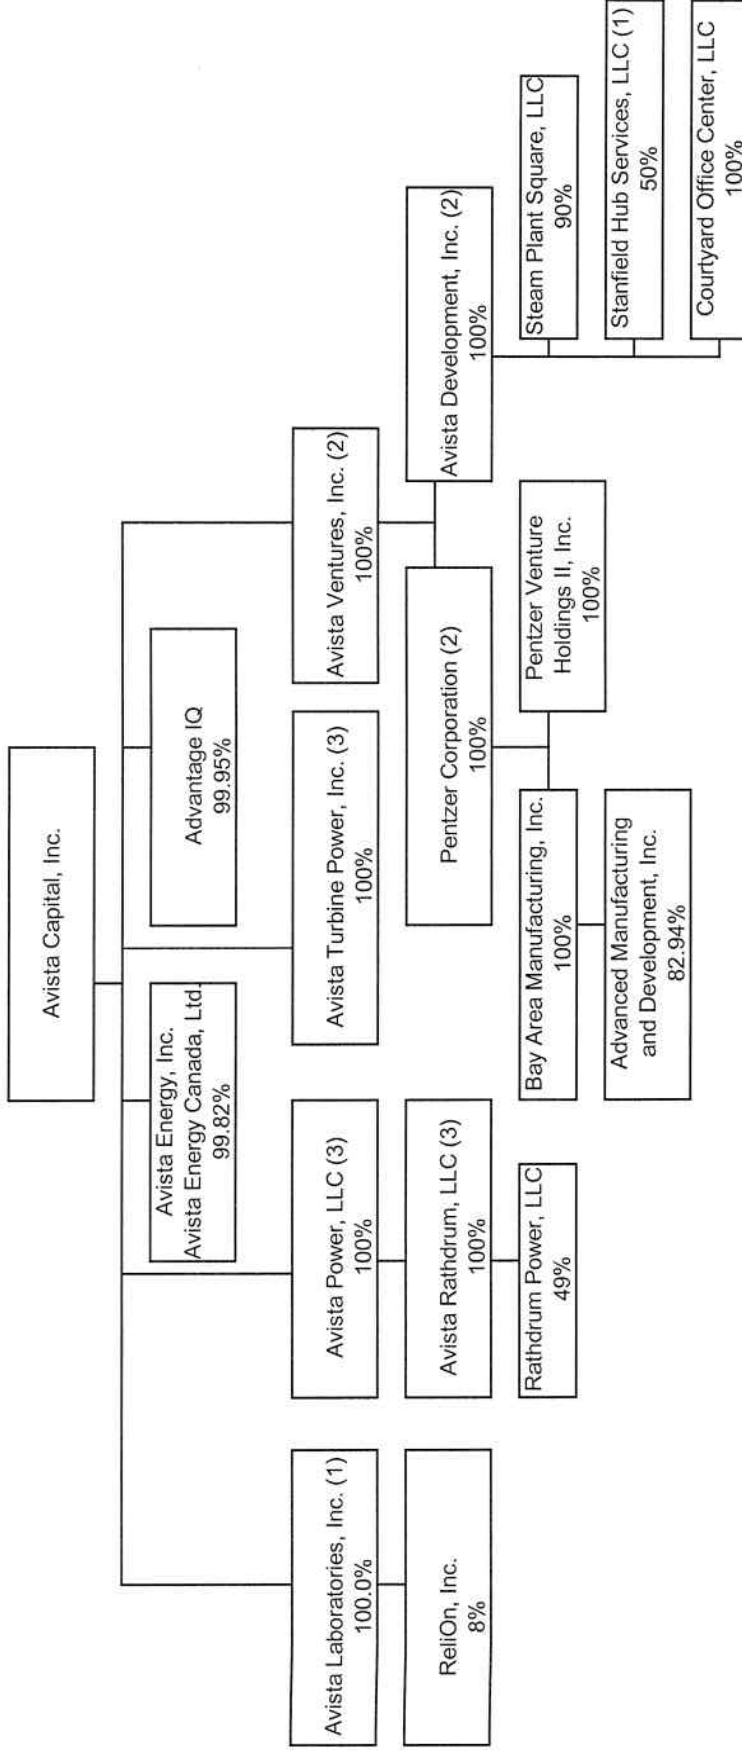 Avista Capital, Inc.
Avista Energy, Inc.
Avista Energy Canada, Ltd.
99.82%
Advantage IQ
99.95%
Avista Laboratories, Inc. (1)
100.0%
Avista Power, LLC (3)
100%
Avista Turbine Power, Inc. (3)
100%
Avista Ventures, Inc. (2)
100%
ReliOn, Inc.
8%
Avista Rathdrum, LLC (3)
100%
Pentzer Corporation (2)
100%
Avista Development, Inc. (2)
100%
Rathdrum Power, LLC
49%
Bay Area Manufacturing, Inc.
100%
Pentzer Venture
Holdings II, Inc.
100%
Steam Plant Square, LLC
90%
Advanced Manufacturing
and Development, Inc.
82.94%
Stanfield Hub Services, LLC (1)
50%
Courtyard Office Center, LLC
100%